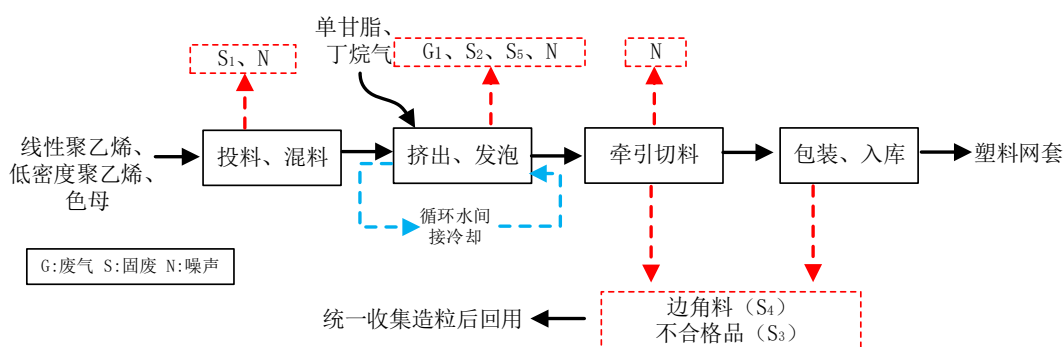 单甘脂、
丁烷气
S₁、N
G1、S₂、S₅、N
N
线性聚乙烯、
低密度聚乙烯、
色母
投料、混料
挤出、发泡
牵引切料
包装、入库
塑料网套
循环水间
接冷却
G:废气 S:固废 N:噪声
边角料（S₄）
不合格品（S₃）
统一收集造粒后回用